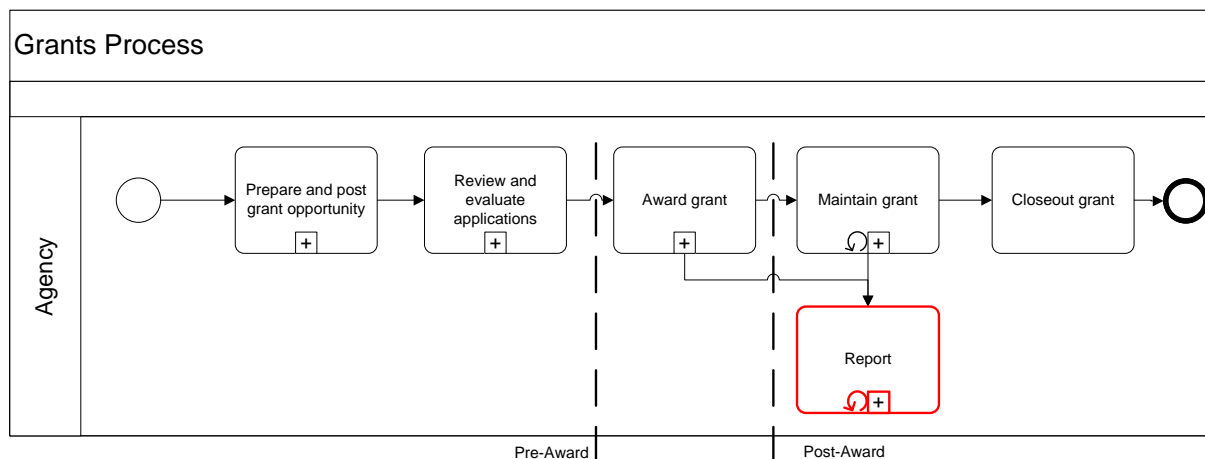 Grants Process
Agency
Prepare and post
grant opportunity
Review and
evaluate
applications
Award grant
Maintain grant
Closeout grant
Report
Pre-Award
Post-Award